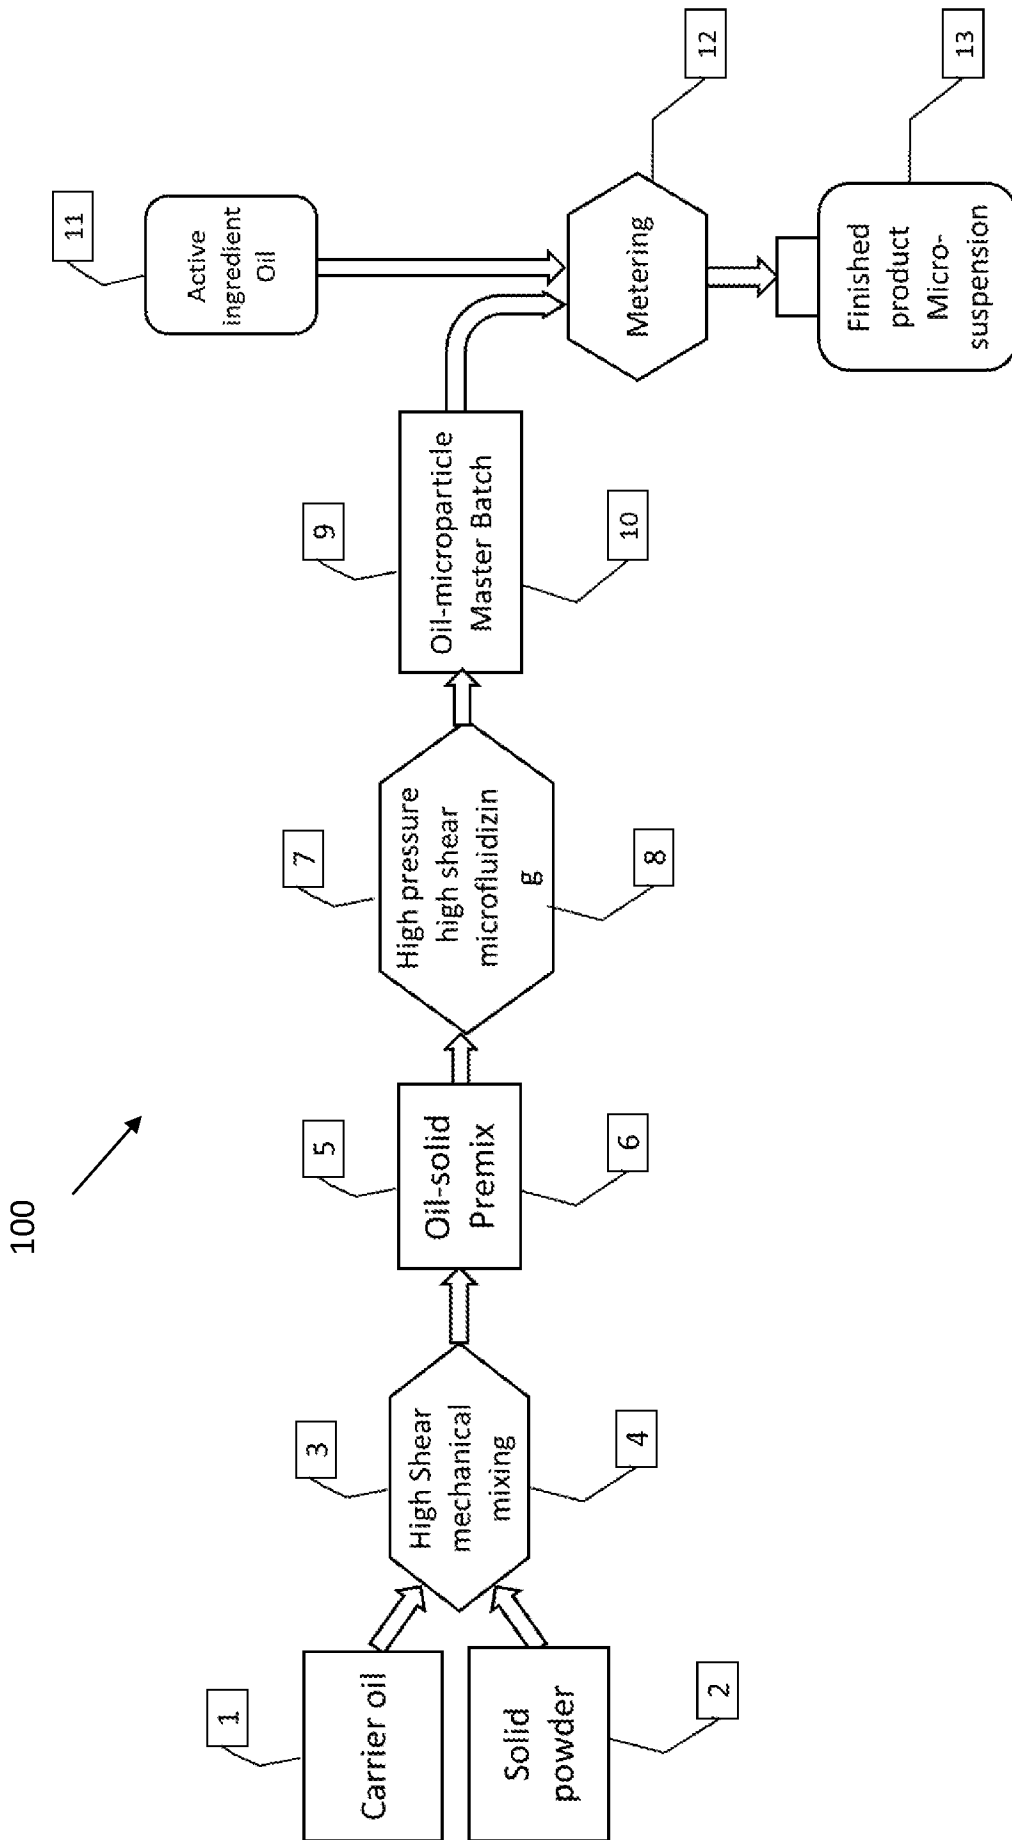 100
1
Carrier oil
2
Solid
powder
3
High Shear
mechanical
mixing
4
5
Oil-solid
Premix
6
7
High pressure
high shear
microfluidizin
g
8
9
Oil-microparticle
Master Batch
10
11
Active
ingredient
Oil
12
Metering
13
Finished
product
Micro-
suspension